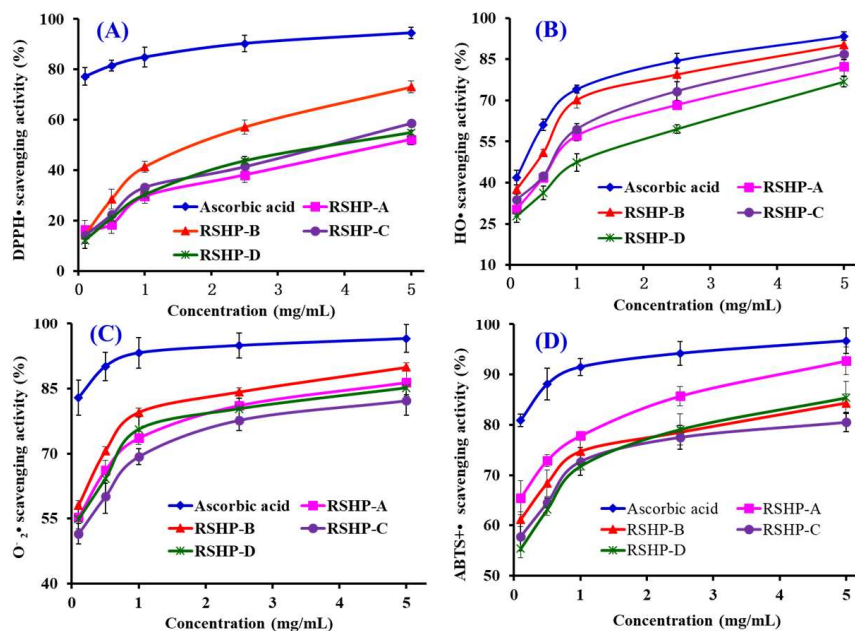 (A)
DPPH• scavenging activity (%)
100
80
60
40
20
0
Ascorbic acid
RSHP-A
RSHP-B
RSHP-C
RSHP-D
0 1 2 3 4 5
Concentration (mg/mL)
(B)
HO• scavenging activity (%)
100
85
70
55
40
25
10
Ascorbic acid
RSHP-A
RSHP-B
RSHP-C
RSHP-D
0 1 2 3 4 5
Concentration (mg/mL)
(C)
O⁻₂• scavenging activity (%)
100
85
70
55
40
Ascorbic acid
RSHP-A
RSHP-B
RSHP-C
RSHP-D
0 1 2 3 4 5
Concentration (mg/mL)
(D)
ABTS+• scavenging activity (%)
100
90
80
70
60
50
Ascorbic acid
RSHP-A
RSHP-B
RSHP-C
RSHP-D
0 1 2 3 4 5
Concentration (mg/mL)